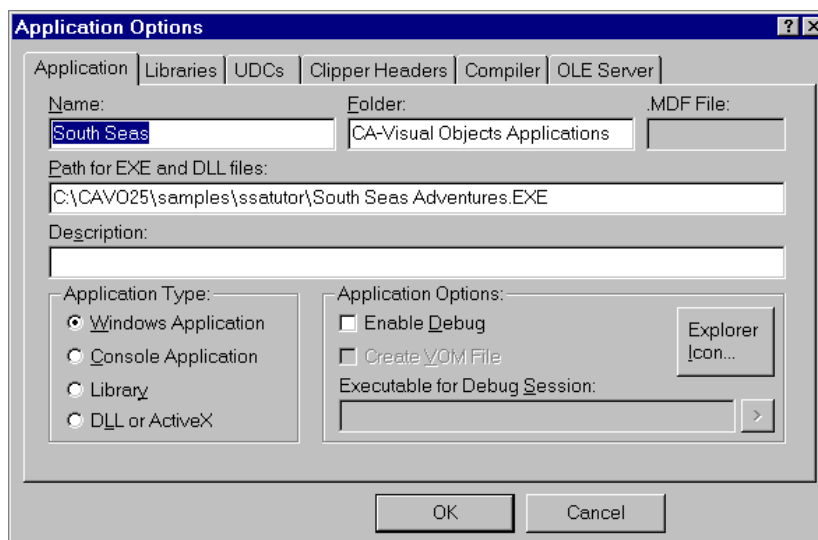 Application Options
Application Libraries UDCs Clipper Headers Compiler OLE Server
Name: Folder: .MDF File:
South Seas CA-Visual Objects Applications
Path for EXE and DLL files:
C:\CAVO25\samples\ssatutor\South Seas Adventures.EXE
Description:
Application Type: Application Options:
Windows Application Enable Debug Explorer
Console Application Create VOM File Icon...
Library Executable for Debug Session:
DLL or ActiveX >
OK Cancel